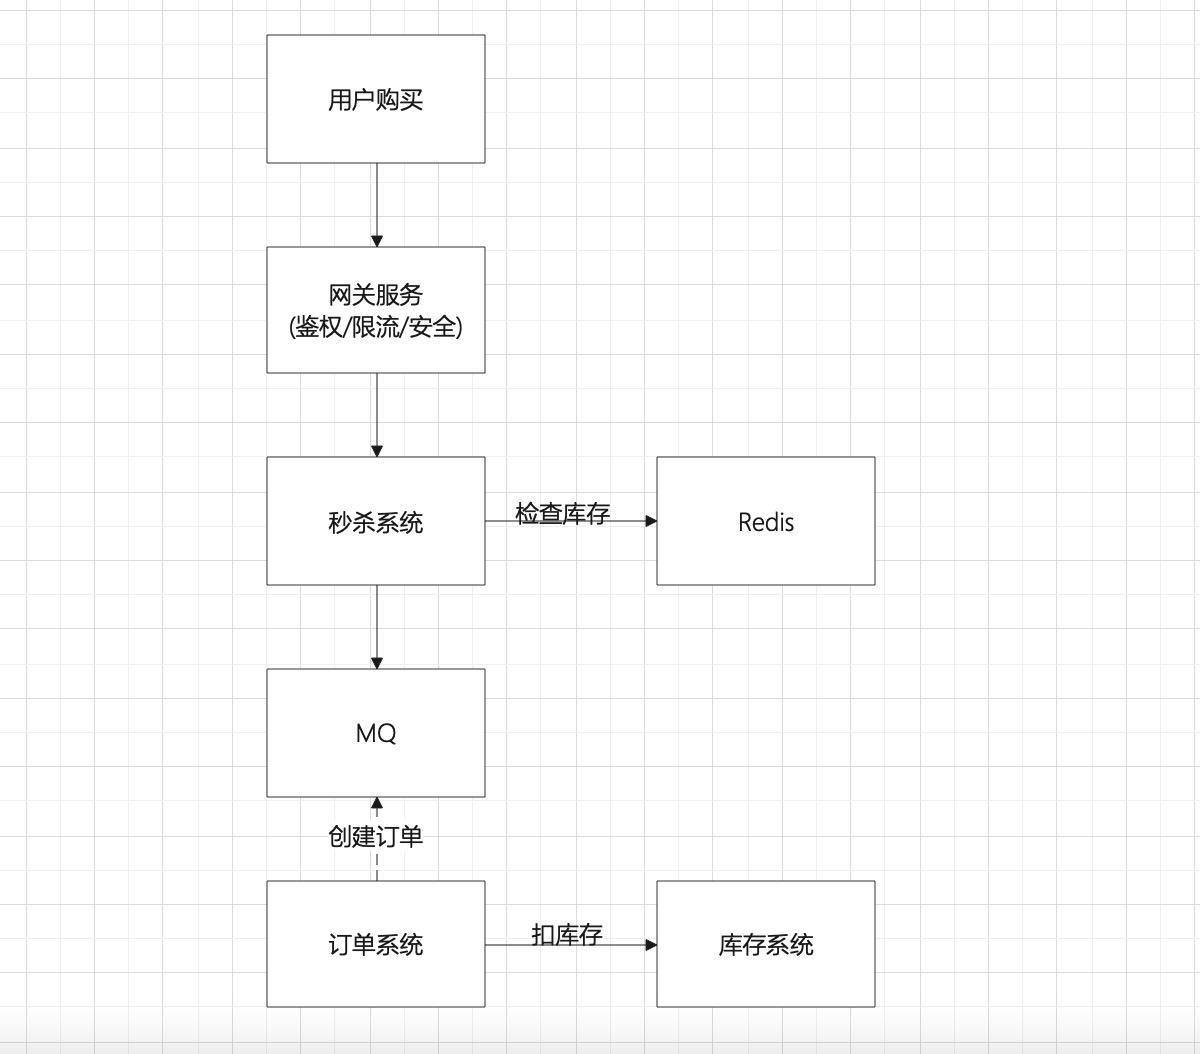 用户购买
网关服务
(鉴权/限流/安全)
秒杀系统
检查库存
Redis
MQ
创建订单
订单系统
扣库存
库存系统